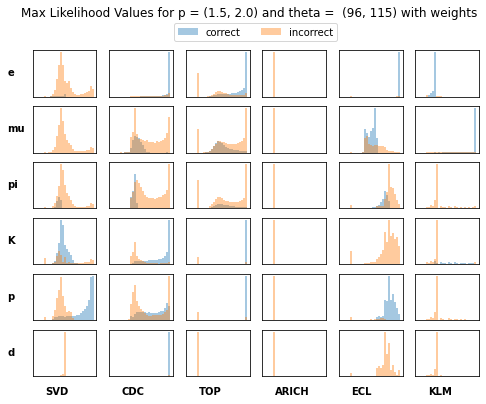 Max Likelihood Values for p = (1.5, 2.0) and theta =  (96, 115) with weights
correct incorrect
e
mu
pi
K
p
d
SVD CDC TOP ARICH ECL KLM